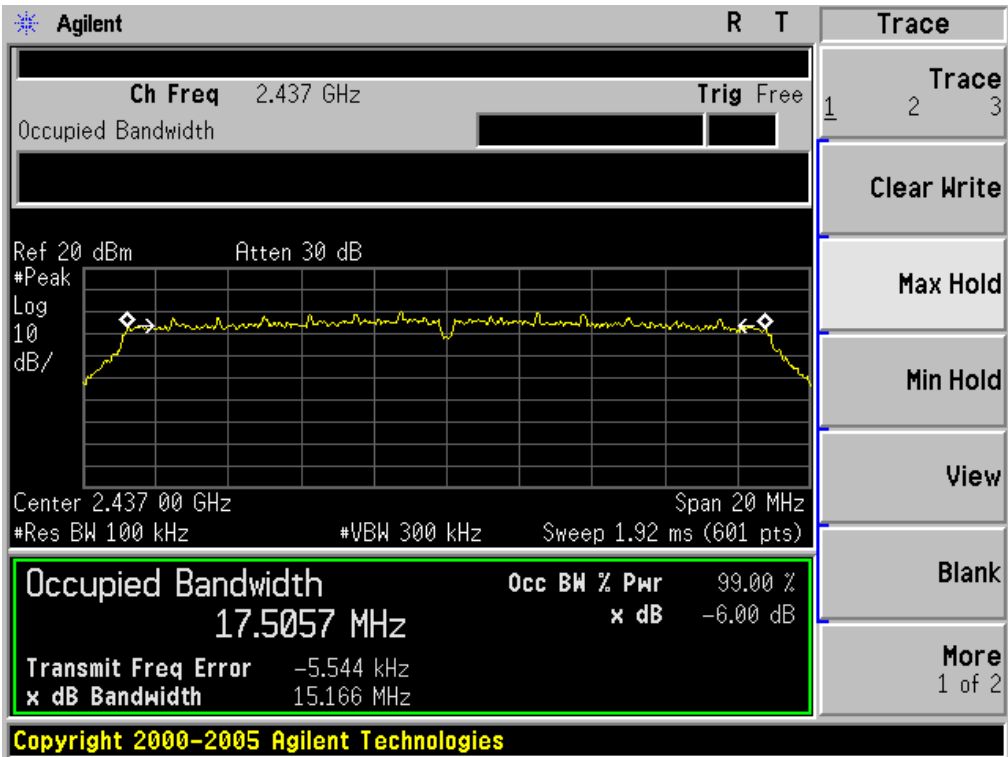 Agilent R T
Ch Freq 2.437 GHz Trig Free
Occupied Bandwidth
Ref 20 dBm Atten 30 dB
#Peak
Log
10
dB/
Center 2.437 00 GHz Span 20 MHz
#Res BW 100 kHz #VBW 300 kHz Sweep 1.92 ms (601 pts)
Occupied Bandwidth
17.5057 MHz
Occ BW % Pwr 99.00 %
x dB -6.00 dB
Transmit Freq Error -5.544 kHz
x dB Bandwidth 15.166 MHz
Copyright 2000-2005 Agilent Technologies
Trace
Trace
1 2 3
Clear Write
Max Hold
Min Hold
View
Blank
More
1 of 2